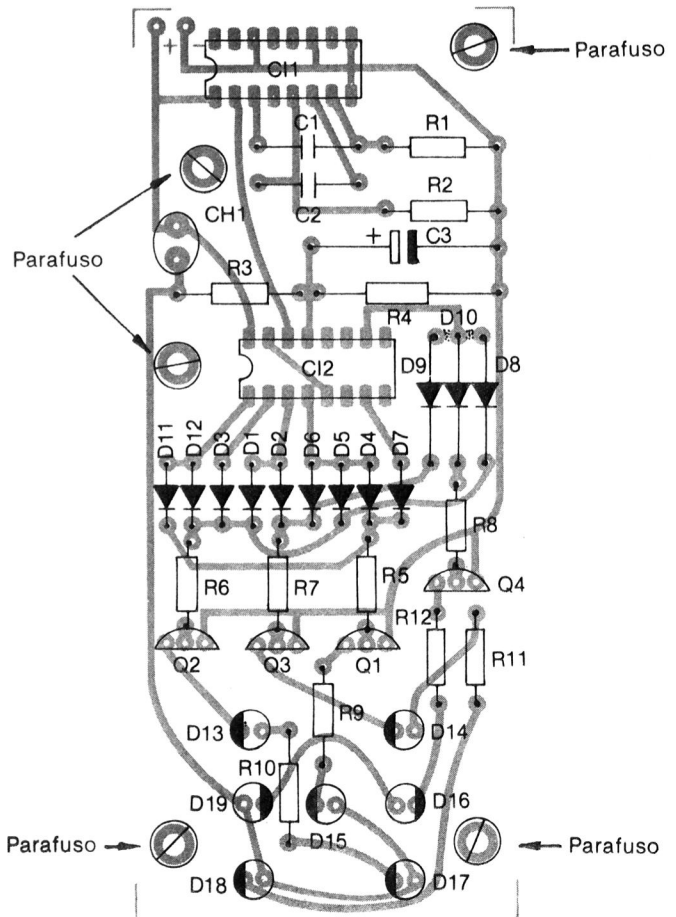 + -
CI1
Parafuso
C1
R1
R2
C2
CH1
+
C3
Parafuso
R3
R4
D10
CI2
D9
D8
D11
D12
D3
D1
D2
D6
D5
D4
D7
R8
R6
R7
R5
Q4
R12
Q2
Q3
Q1
R11
R9
D13
D14
R10
D19
D16
Parafuso
D15
Parafuso
D18
D17